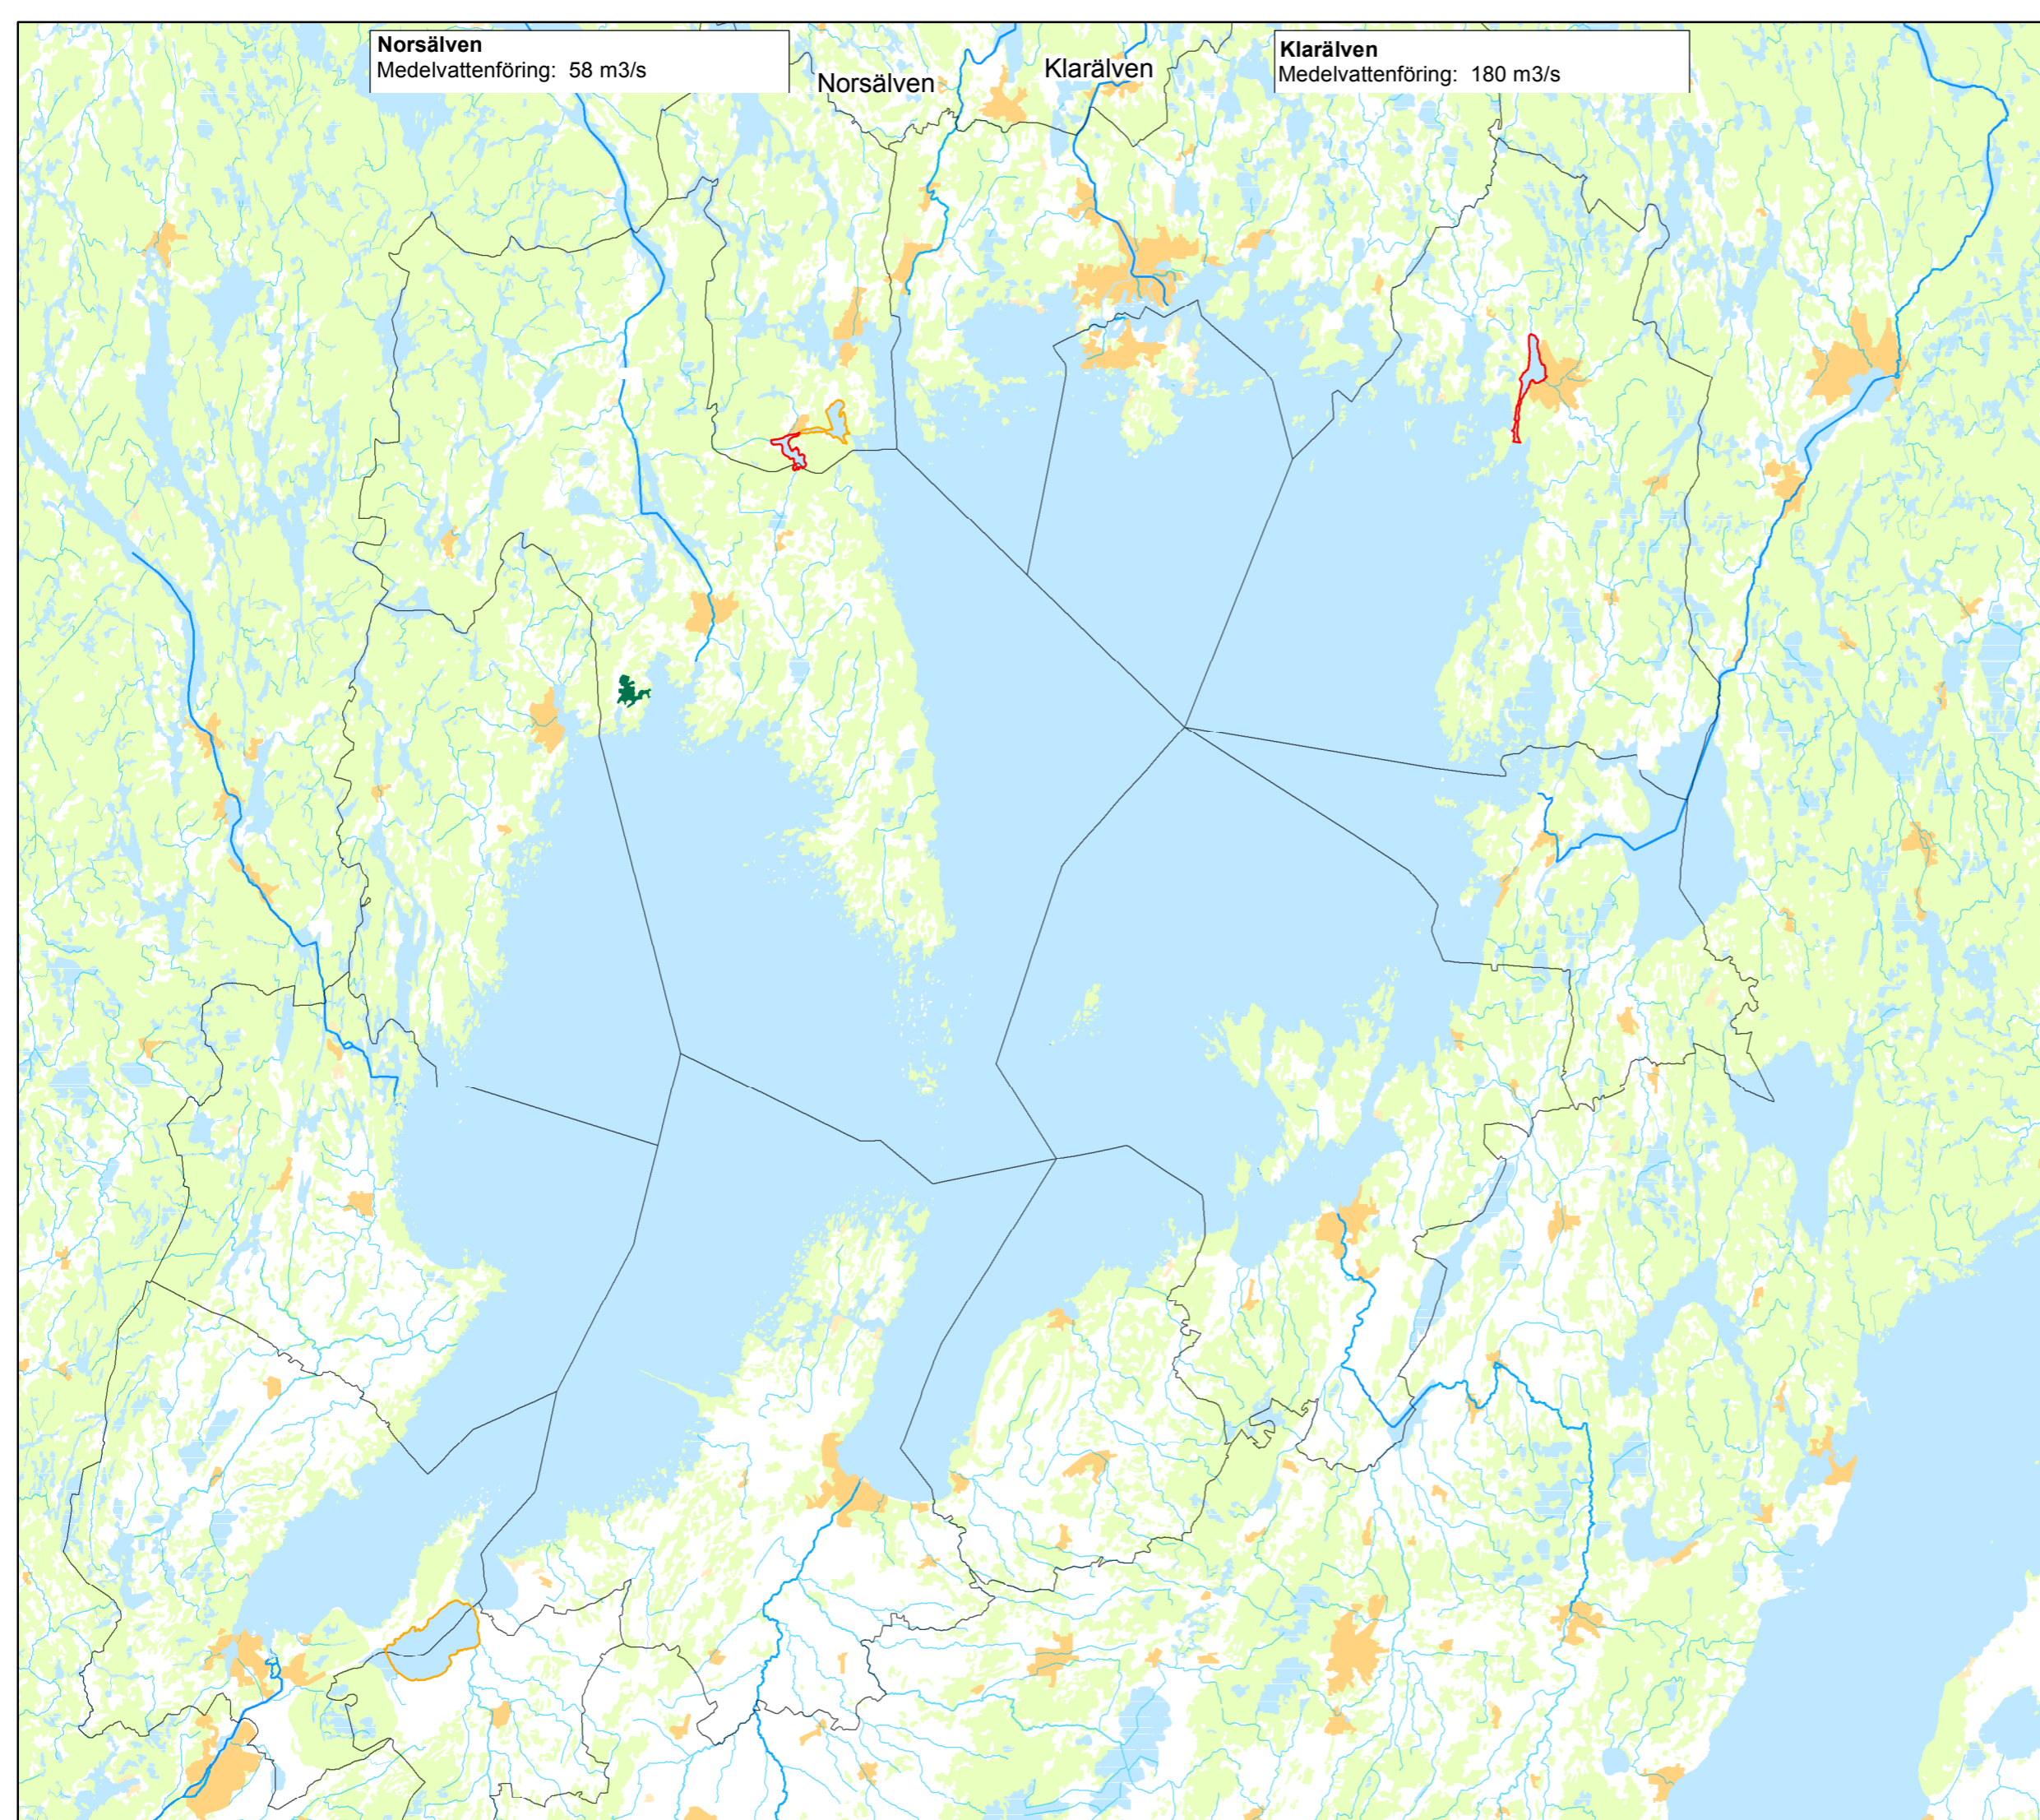 Norsälven
Medelvattenföring: 58 m3/s
Norsälven
Klarälven
Klarälven
Medelvattenföring: 180 m3/s